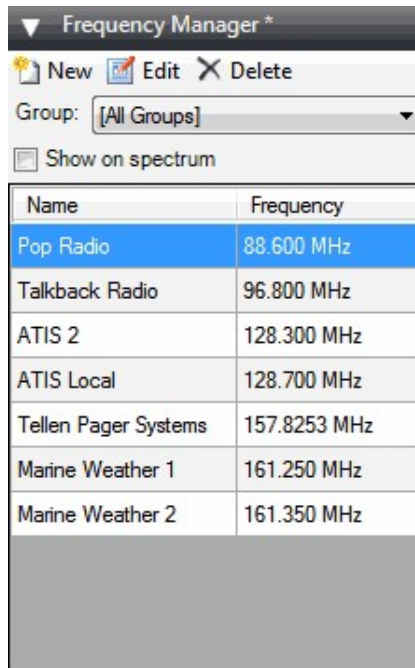 Frequency Manager *
New Edit Delete
Group: [All Groups]
Show on spectrum
Name Frequency
Pop Radio 88.600 MHz
Talkback Radio 96.800 MHz
ATIS 2 128.300 MHz
ATIS Local 128.700 MHz
Tellen Pager Systems 157.8253 MHz
Marine Weather 1 161.250 MHz
Marine Weather 2 161.350 MHz